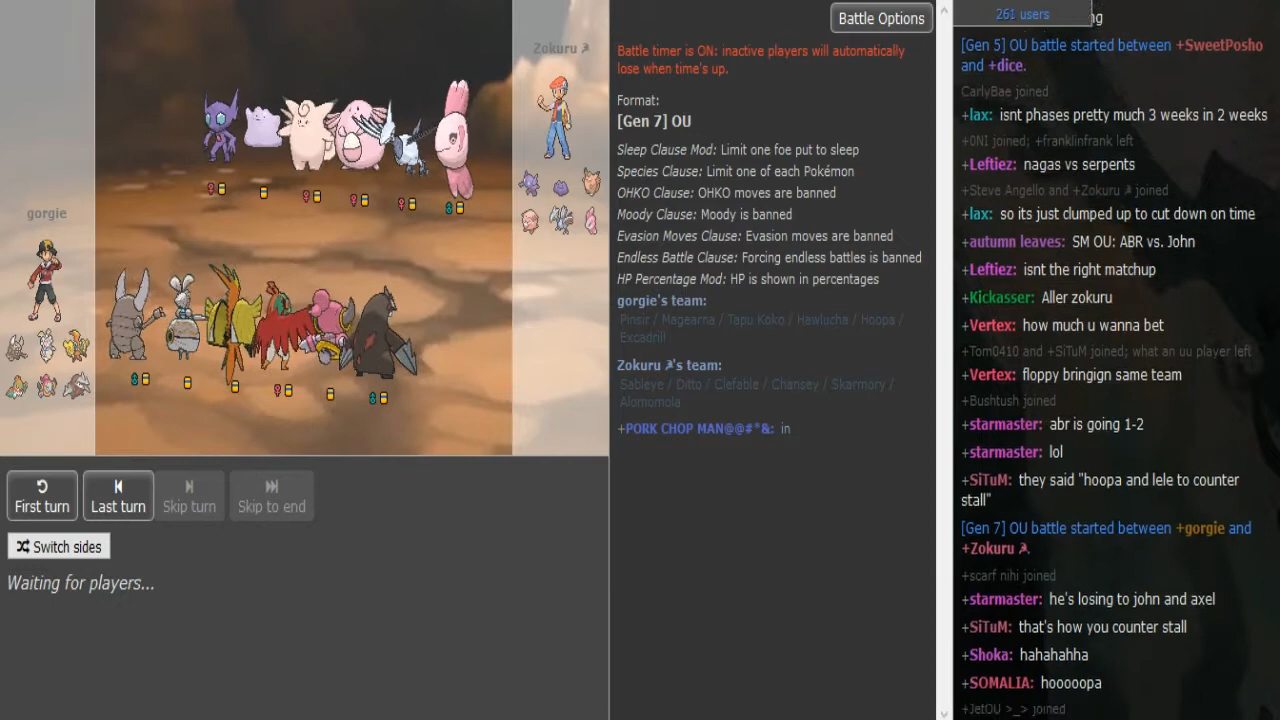 Zokuru
gorgie
First turn
Last turn
Skip turn
Skip to end
Switch sides
Waiting for players...
Battle Options
Battle timer is ON: inactive players will automatically
lose when time's up.
Format:
[Gen 7] OU
Sleep Clause Mod: Limit one foe put to sleep
Species Clause: Limit one of each Pokémon
OHKO Clause: OHKO moves are banned
Moody Clause: Moody is banned
Evasion Moves Clause: Evasion moves are banned
Endless Battle Clause: Forcing endless battles is banned
HP Percentage Mod: HP is shown in percentages
gorgie's team:
Pinsir / Magearna / Tapu Koko / Hawlucha / Hoopa /
Excadrill
Zokuru ☭'s team:
Sableye / Ditto / Clefable / Chansey / Skarmory /
Alomomola
+PORK CHOP MAN@@#*&: in
261 users
[Gen 5] OU battle started between +SweetPosho
and +dice.
CarlyBae joined
+lax: isnt phases pretty much 3 weeks in 2 weeks
+0NI joined; +franklinfrank left
+Leftiez: nagas vs serpents
+Steve Angello and +Zokuru ☭ joined
+lax: so its just clumped up to cut down on time
+autumn leaves: SM OU: ABR vs. John
+Leftiez: isnt the right matchup
+Kickasser: Aller zokuru
+Vertex: how much u wanna bet
+Tom0410 and +SiTuM joined; what an uu player left
+Vertex: floppy bringign same team
+Bushtush joined
+starmaster: abr is going 1-2
+starmaster: lol
+SiTuM: they said "hoopa and lele to counter
stall"
[Gen 7] OU battle started between +gorgie and
+Zokuru ☭.
+scarf nihi joined
+starmaster: he's losing to john and axel
+SiTuM: that's how you counter stall
+Shoka: hahahahha
+SOMALIA: hooooopa
+JetOU >_> joined